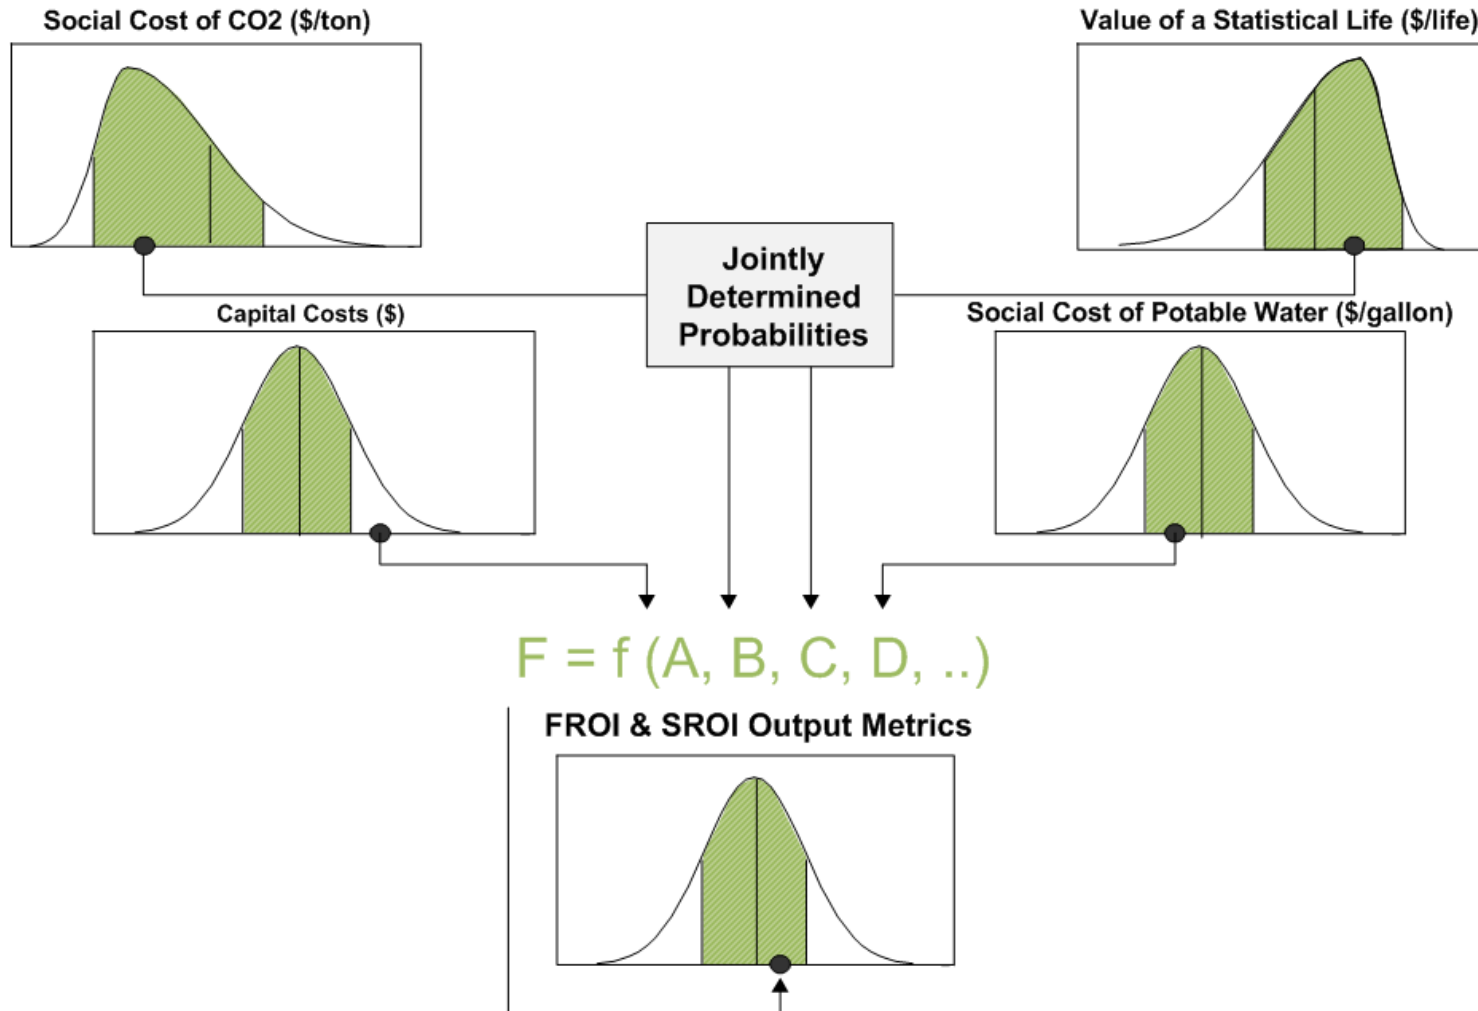 Social Cost of CO2 ($/ton)
Value of a Statistical Life ($/life)
Jointly
Determined
Probabilities
Capital Costs ($)
Social Cost of Potable Water ($/gallon)
F = f (A, B, C, D, ..)
FROI & SROI Output Metrics